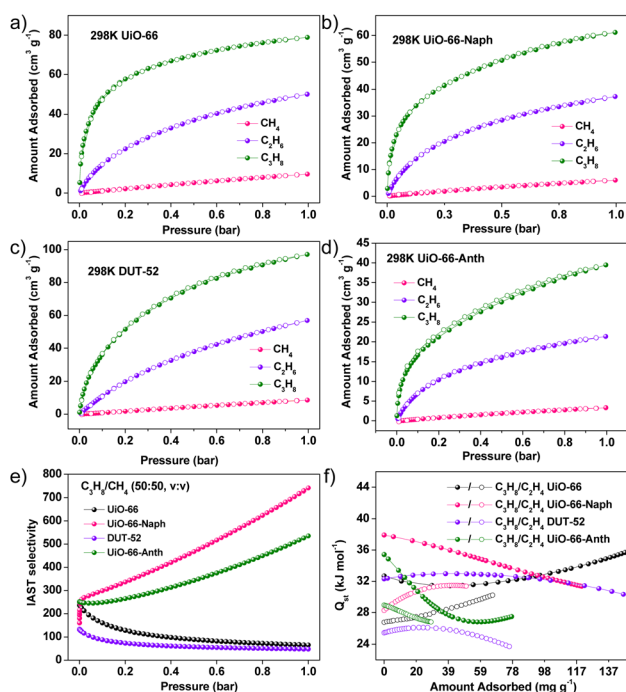 a)
298K UiO-66
Amount Adsorbed (cm³ g⁻¹)
80
60
40
20
0
CH₄
C₂H₆
C₃H₈
0.0 0.2 0.4 0.6 0.8 1.0
Pressure (bar)
b)
298K UiO-66-Naph
Amount Adsorbed (cm³ g⁻¹)
60
50
40
30
20
10
0
CH₄
C₂H₆
C₃H₈
0.0 0.3 0.5 0.8 1.0
Pressure (bar)
c)
298K DUT-52
Amount Adsorbed (cm³ g⁻¹)
100
80
60
40
20
0
CH₄
C₂H₆
C₃H₈
0.0 0.2 0.4 0.6 0.8 1.0
Pressure (bar)
d)
298K UiO-66-Anth
Amount Adsorbed (cm³ g⁻¹)
45
40
35
30
25
20
15
10
5
0
CH₄
C₂H₆
C₃H₈
0.0 0.2 0.4 0.6 0.8 1.0
Pressure (bar)
e)
C₃H₈/CH₄ (50:50, v:v)
UiO-66
UiO-66-Naph
DUT-52
UiO-66-Anth
IAST selectivity
800
700
600
500
400
300
200
100
0
0.0 0.2 0.4 0.6 0.8 1.0
Pressure (bar)
f)
/ C₃H₈/C₂H₄ UiO-66
/ C₃H₈/C₂H₄ UiO-66-Naph
/ C₃H₈/C₂H₄ DUT-52
/ C₃H₈/C₂H₄ UiO-66-Anth
Qst (kJ mol⁻¹)
44
40
36
32
28
24
0 20 39 59 78 98 117 140
Amount Adsorbed (mg g⁻¹)